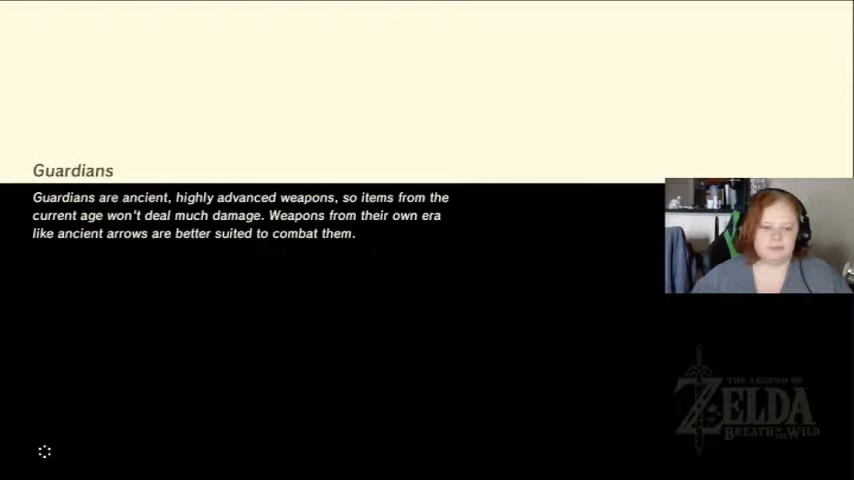 Guardians
Guardians are ancient, highly advanced weapons, so items from the
current age won't deal much damage. Weapons from their own era
like ancient arrows are better suited to combat them.
THE LEGEND OF
ZELDA
BREATH OF THE WILD